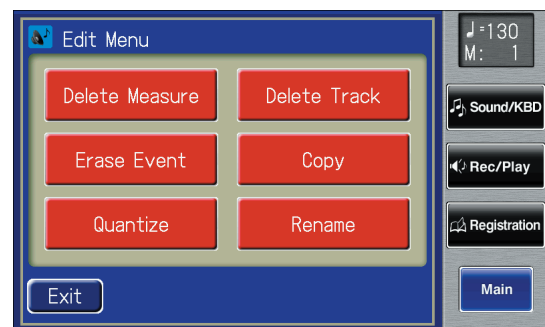 Edit Menu
Delete Measure
Delete Track
Erase Event
Copy
Quantize
Rename
Exit
♩=130
M: 1
Sound/KBD
Rec/Play
Registration
Main